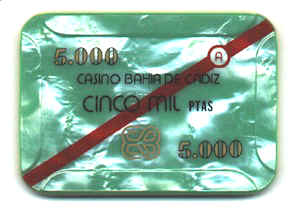 5.000
A
CASINO BAHIA DE CADIZ
CINCO MIL PTAS
5.000